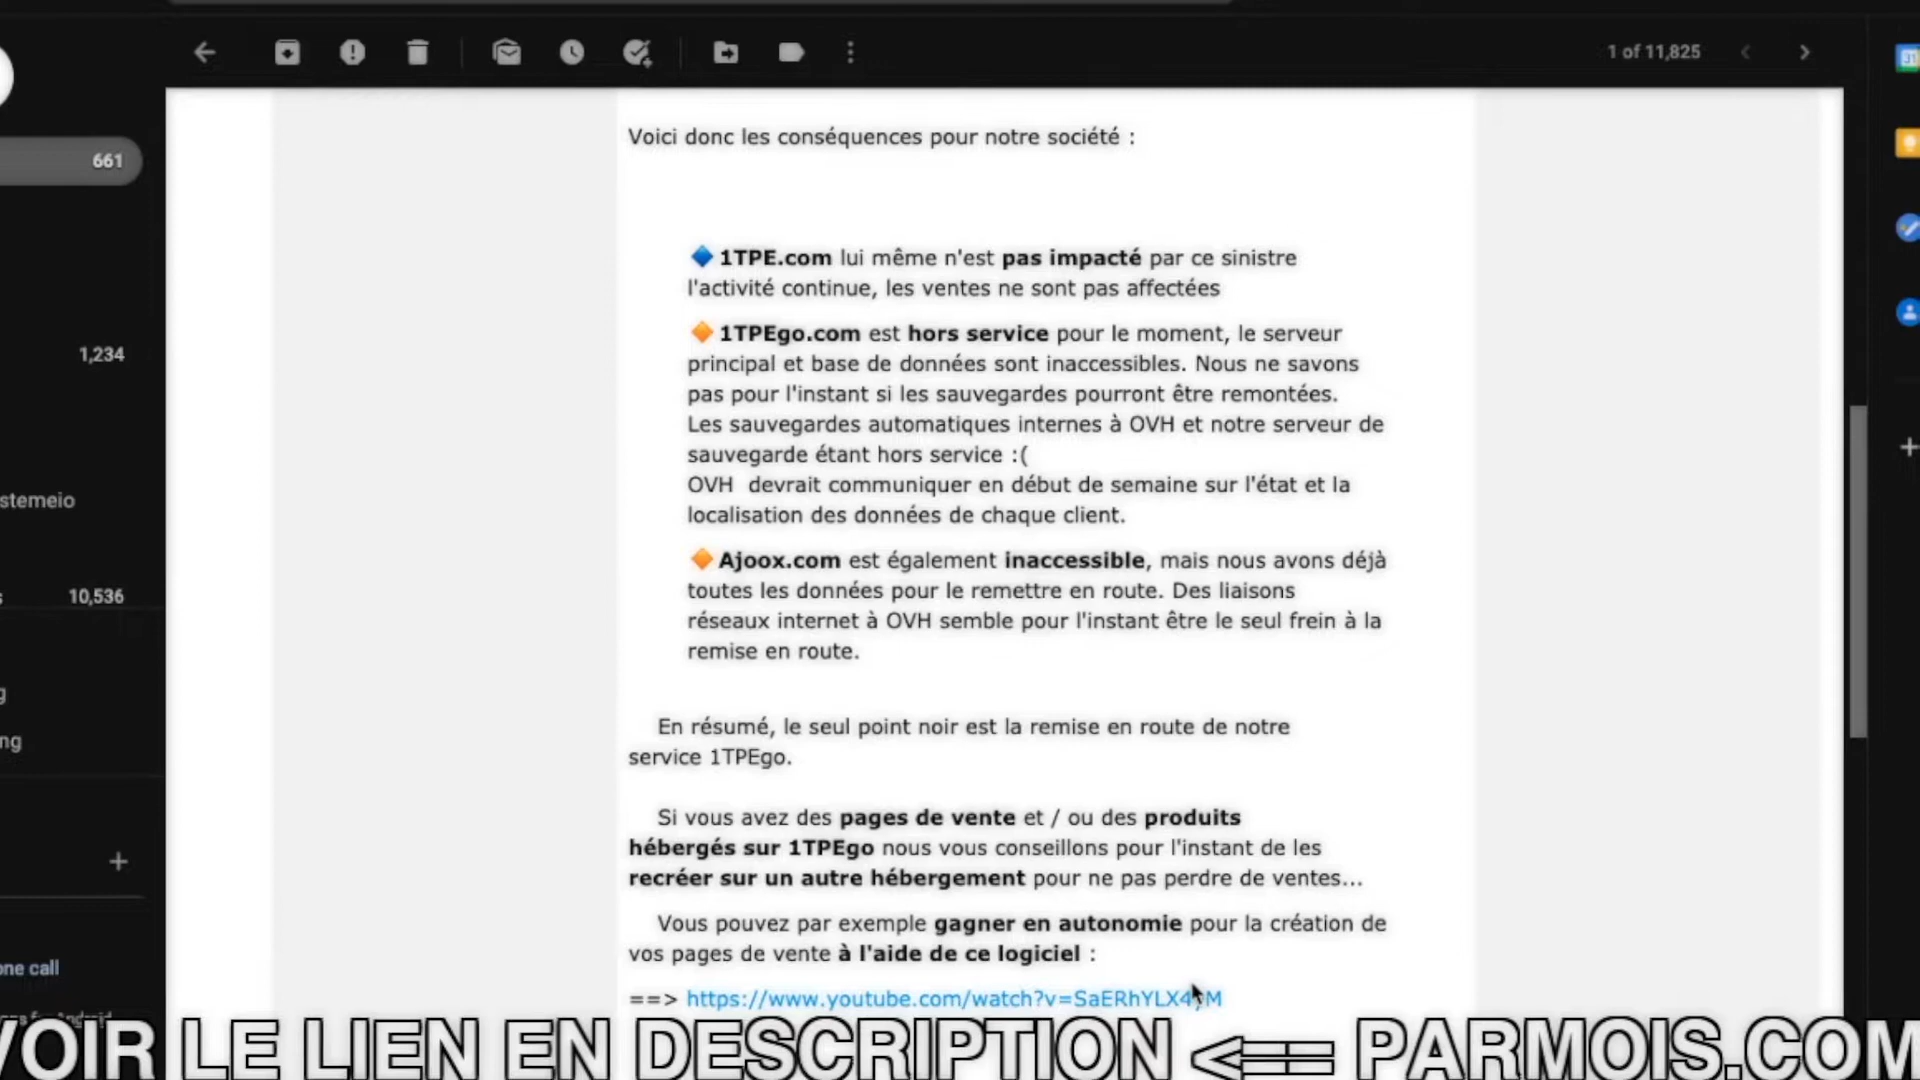 1 of 11,825
31
661
1,234
stemeio
10,536
g
ng
one call
Voici donc les conséquences pour notre société :
1TPE.com lui même n'est pas impacté par ce sinistre
l'activité continue, les ventes ne sont pas affectées
1TPEgo.com est hors service pour le moment, le serveur
principal et base de données sont inaccessibles. Nous ne savons
pas pour l'instant si les sauvegardes pourront être remontées.
Les sauvegardes automatiques internes à OVH et notre serveur de
sauvegarde étant hors service :(
OVH devrait communiquer en début de semaine sur l'état et la
localisation des données de chaque client.
Ajoox.com est également inaccessible, mais nous avons déjà
toutes les données pour le remettre en route. Des liaisons
réseaux internet à OVH semble pour l'instant être le seul frein à la
remise en route.
En résumé, le seul point noir est la remise en route de notre
service 1TPEgo.
Si vous avez des pages de vente et / ou des produits
hébergés sur 1TPEgo nous vous conseillons pour l'instant de les
recréer sur un autre hébergement pour ne pas perdre de ventes...
Vous pouvez par exemple gagner en autonomie pour la création de
vos pages de vente à l'aide de ce logiciel :
==> 
VOIR LE LIEN EN DESCRIPTION <== PARMOIS.COM